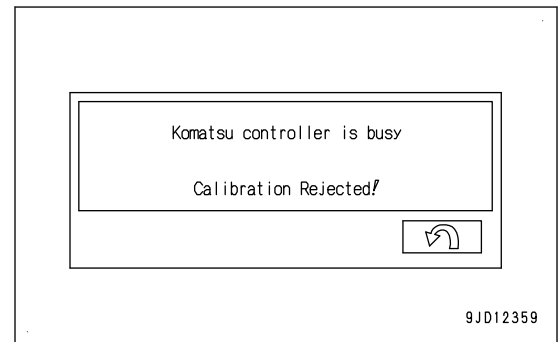 Komatsu controller is busy
Calibration Rejected!
9JD12359